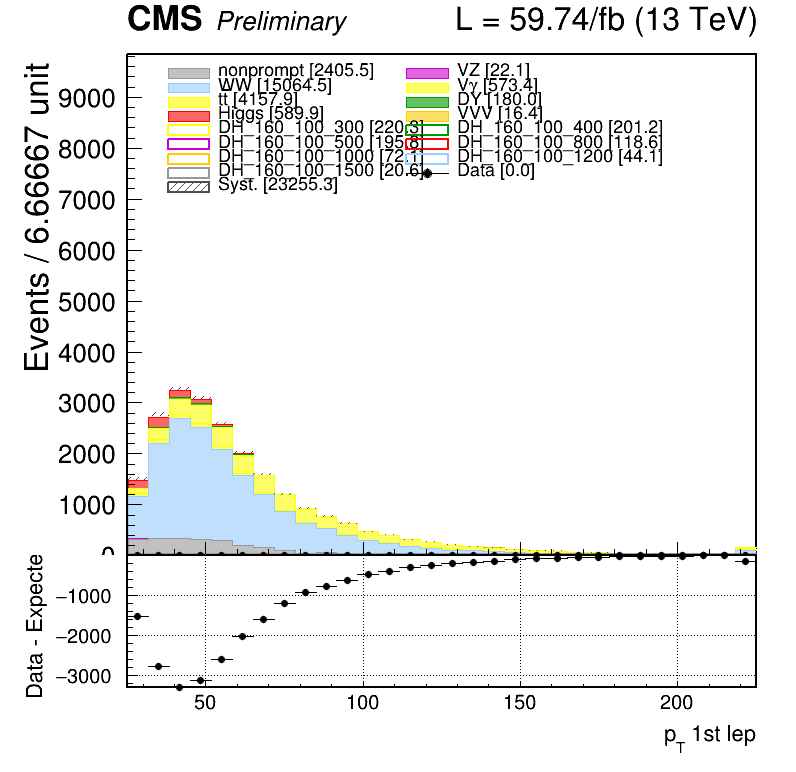 CMS Preliminary L = 59.74/fb (13 TeV)
Events / 6.66667 unit
nonprompt [2405.5] VZ [22.1]
WW [15064.5] Vγ [573.4]
tt [4157.9] DY [180.0]
Higgs [589.9] VVV [16.4]
DH_160_100_300 [220.3] DH_160_100_400 [201.2]
DH_160_100_500 [195.8] DH_160_100_800 [118.6]
DH_160_100_1000 [72.1] DH_160_100_1200 [44.1]
DH_160_100_1500 [20.6] Data [0.0]
Syst. [23255.3]
9000
8000
7000
6000
5000
4000
3000
2000
1000
0
Data - Expecte
−1000
−2000
−3000
50 100 150 200
p_T 1st lep